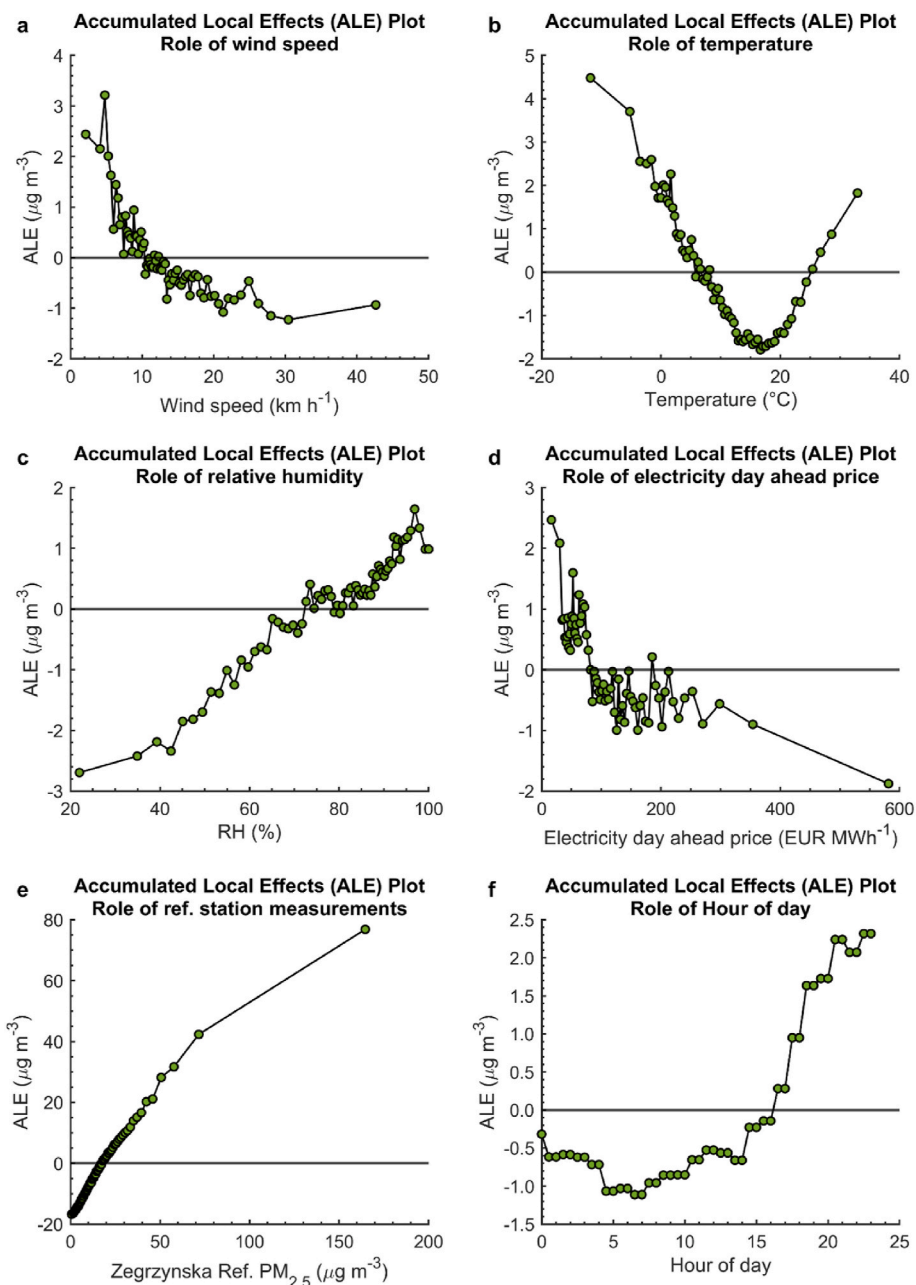 a
Accumulated Local Effects (ALE) Plot
Role of wind speed
ALE (μg m⁻³)
4
3
2
1
0
-1
-2
0 10 20 30 40 50
Wind speed (km h⁻¹)
b
Accumulated Local Effects (ALE) Plot
Role of temperature
ALE (μg m⁻³)
5
4
3
2
1
0
-1
-2
-20 0 20 40
Temperature (°C)
c
Accumulated Local Effects (ALE) Plot
Role of relative humidity
ALE (μg m⁻³)
2
1
0
-1
-2
-3
20 40 60 80 100
RH (%)
d
Accumulated Local Effects (ALE) Plot
Role of electricity day ahead price
ALE (μg m⁻³)
3
2
1
0
-1
-2
0 200 400 600
Electricity day ahead price (EUR MWh⁻¹)
e
Accumulated Local Effects (ALE) Plot
Role of ref. station measurements
ALE (μg m⁻³)
80
60
40
20
0
-20
0 50 100 150 200
Zegrzynska Ref. PM₂.₅ (μg m⁻³)
f
Accumulated Local Effects (ALE) Plot
Role of Hour of day
ALE (μg m⁻³)
2.5
2.0
1.5
1.0
0.5
0.0
-0.5
-1.0
-1.5
0 5 10 15 20 25
Hour of day